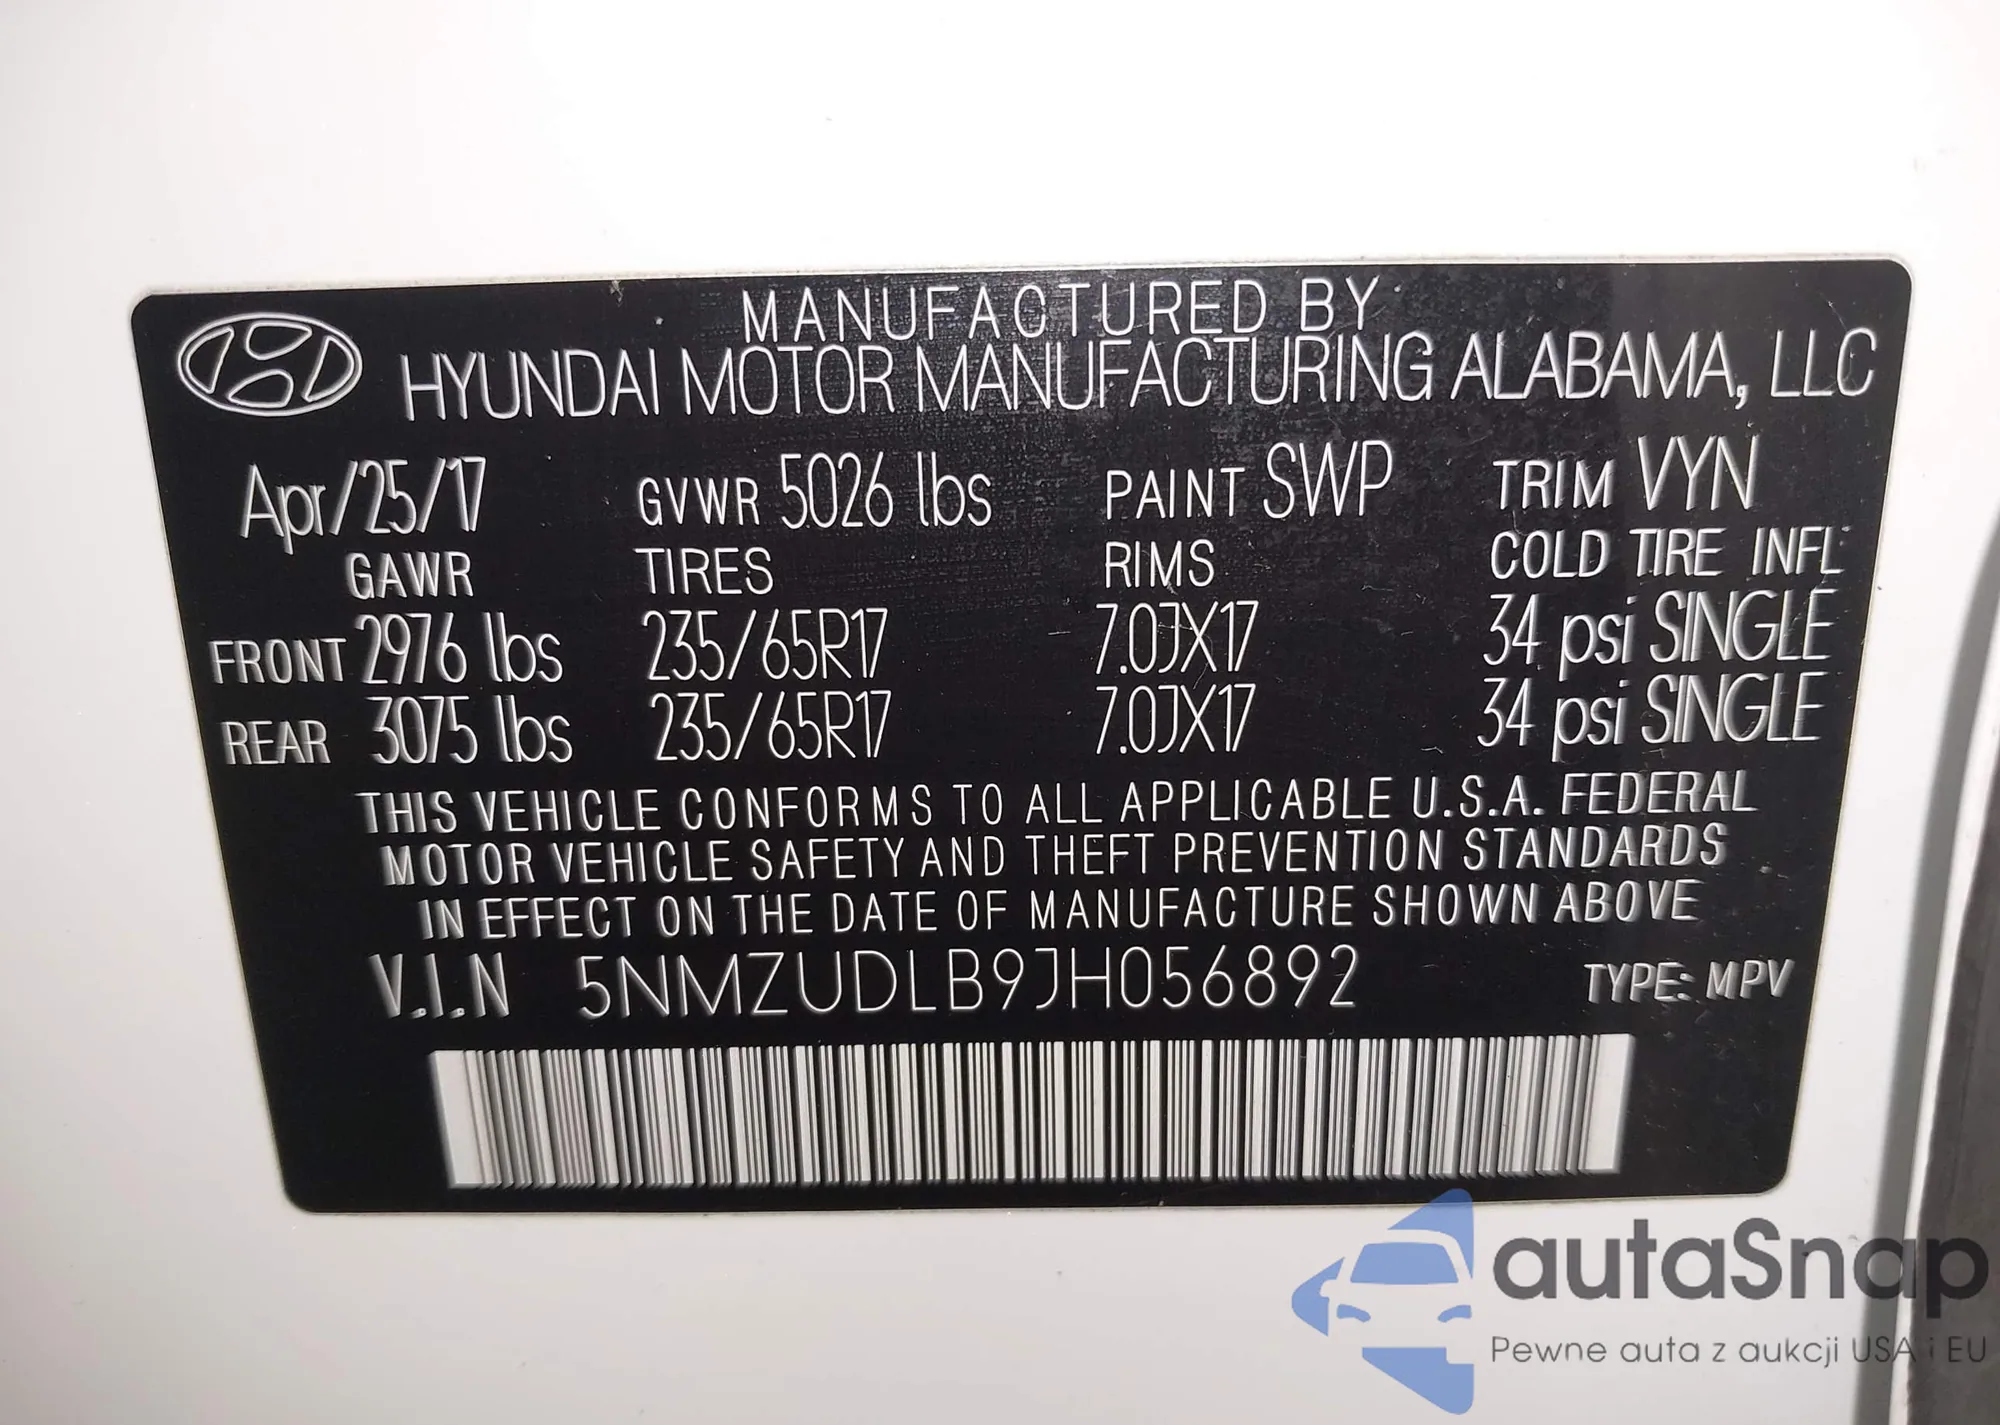 MANUFACTURED BY
HYUNDAI MOTOR MANUFACTURING ALABAMA, LLC
Apr/25/17 GVWR 5026 lbs PAINT SWP TRIM VYN
GAWR TIRES RIMS COLD TIRE INFL
FRONT 2976 lbs 235/65R17 7.0JX17 34 psi SINGLE
REAR 3075 lbs 235/65R17 7.0JX17 34 psi SINGLE
THIS VEHICLE CONFORMS TO ALL APPLICABLE U.S.A. FEDERAL
MOTOR VEHICLE SAFETY AND THEFT PREVENTION STANDARDS
IN EFFECT ON THE DATE OF MANUFACTURE SHOWN ABOVE
V.I.N 5NMZUDLB9JH056892 TYPE: MPV
autaSnap
Pewne auta z aukcji USA i EU